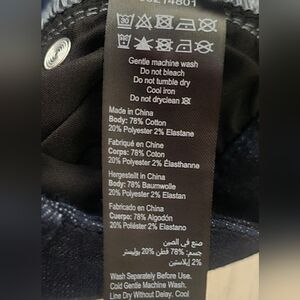 Gentle machine wash
Do not bleach
Do not tumble dry
Cool iron
Do not dryclean
Made in China
Body: 78% Cotton
20% Polyester 2% Elastane
Fabriqué en Chine
Corps: 78% Coton
20% Polyester 2% Élasthanne
Hergestellt in China
Body: 78% Baumwolle
20% Polyester 2% Elastan
Fabricado en China
Cuerpo: 78% Algodón
20% Poliéster 2% Elastano
صنع في الصين
جسم: 78% قطن 20% بوليستر
2% إيلاستين
Wash Separately Before Use.
Cold Gentle Machine Wash.
Line Dry Without Delay. Cool